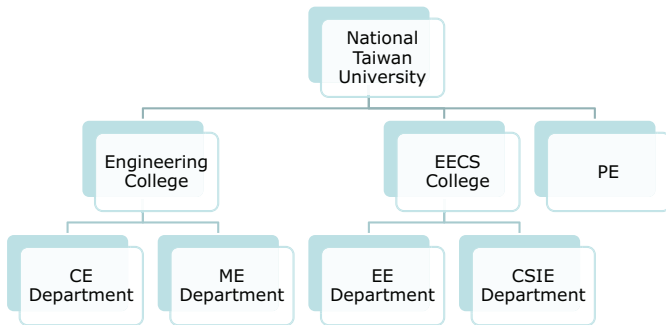 National
Taiwan
University
Engineering
College
EECS
College
PE
CE
Department
ME
Department
EE
Department
CSIE
Department